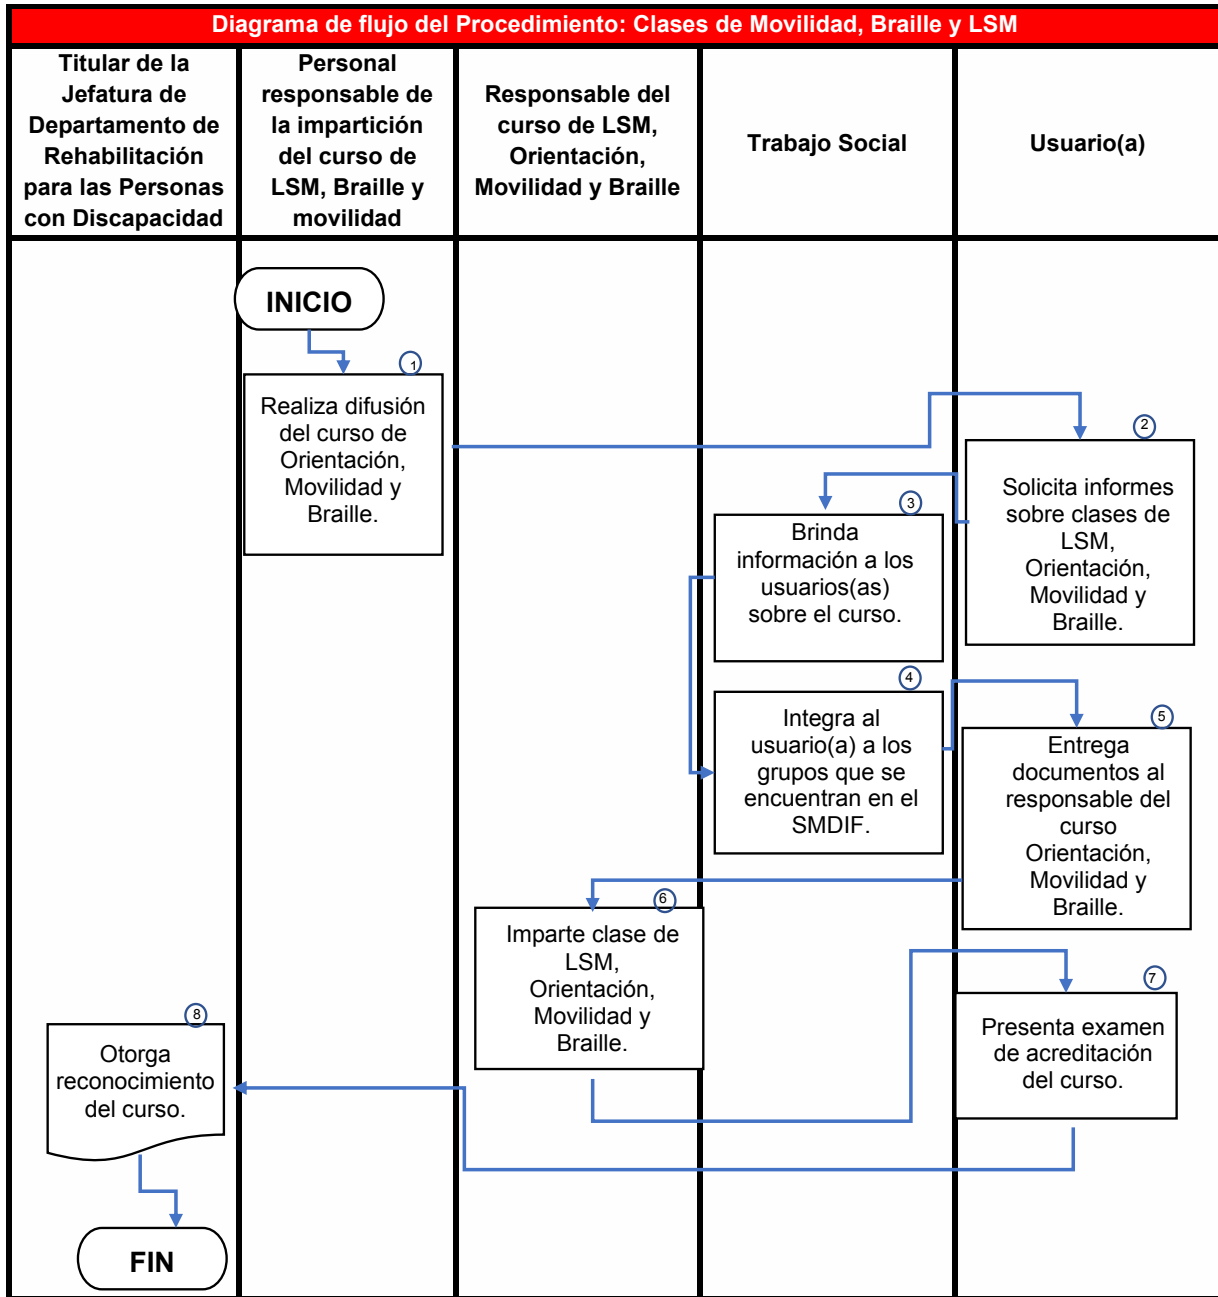 Diagrama de flujo del Procedimiento: Clases de Movilidad, Braille y LSM
Titular de la
Jefatura de
Departamento de
Rehabilitación
para las Personas
con Discapacidad
Personal
responsable de
la impartición
del curso de
LSM, Braille y
movilidad
Responsable del
curso de LSM,
Orientación,
Movilidad y Braille
Trabajo Social
Usuario(a)
INICIO
1
Realiza difusión
del curso de
Orientación,
Movilidad y
Braille.
2
Solicita informes
sobre clases de
LSM,
Orientación,
Movilidad y
Braille.
3
Brinda
información a los
usuarios(as)
sobre el curso.
4
Integra al
usuario(a) a los
grupos que se
encuentran en el
SMDIF.
5
Entrega
documentos al
responsable del
curso
Orientación,
Movilidad y
Braille.
6
Imparte clase de
LSM,
Orientación,
Movilidad y
Braille.
7
Presenta examen
de acreditación
del curso.
8
Otorga
reconocimiento
del curso.
FIN